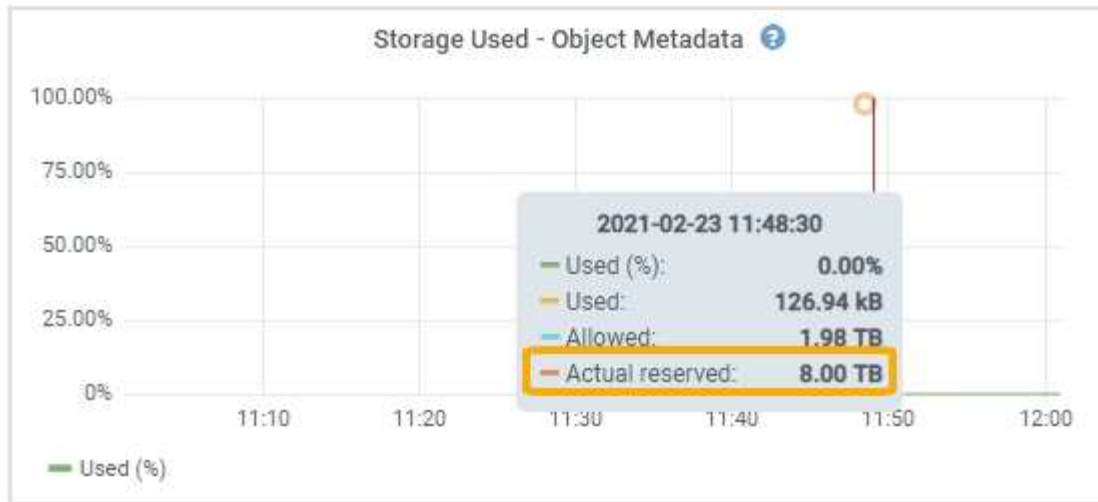 Storage Used - Object Metadata ?
100.00%
75.00%
50.00%
25.00%
0%
2021-02-23 11:48:30
Used (%): 0.00%
Used: 126.94 kB
Allowed: 1.98 TB
Actual reserved: 8.00 TB
11:10 11:20 11:30 11:40 11:50 12:00
Used (%)